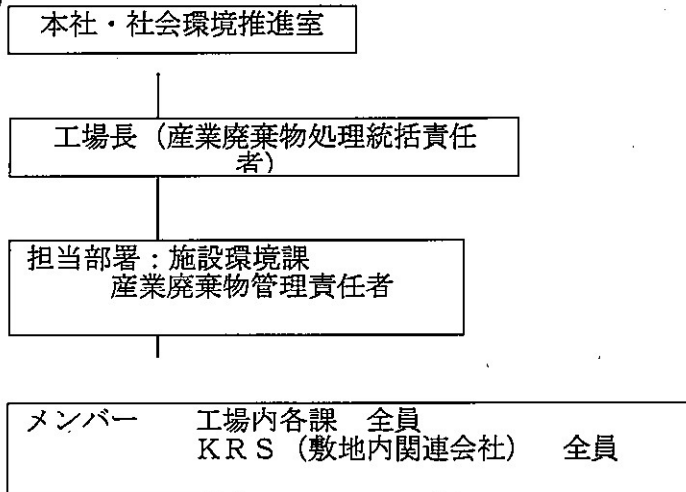 本社・社会環境推進室
工場長（産業廃棄物処理統括責任
者）
担当部署：施設環境課
産業廃棄物管理責任者
メンバー　　工場内各課　全員
ＫＲＳ（敷地内関連会社）　全員